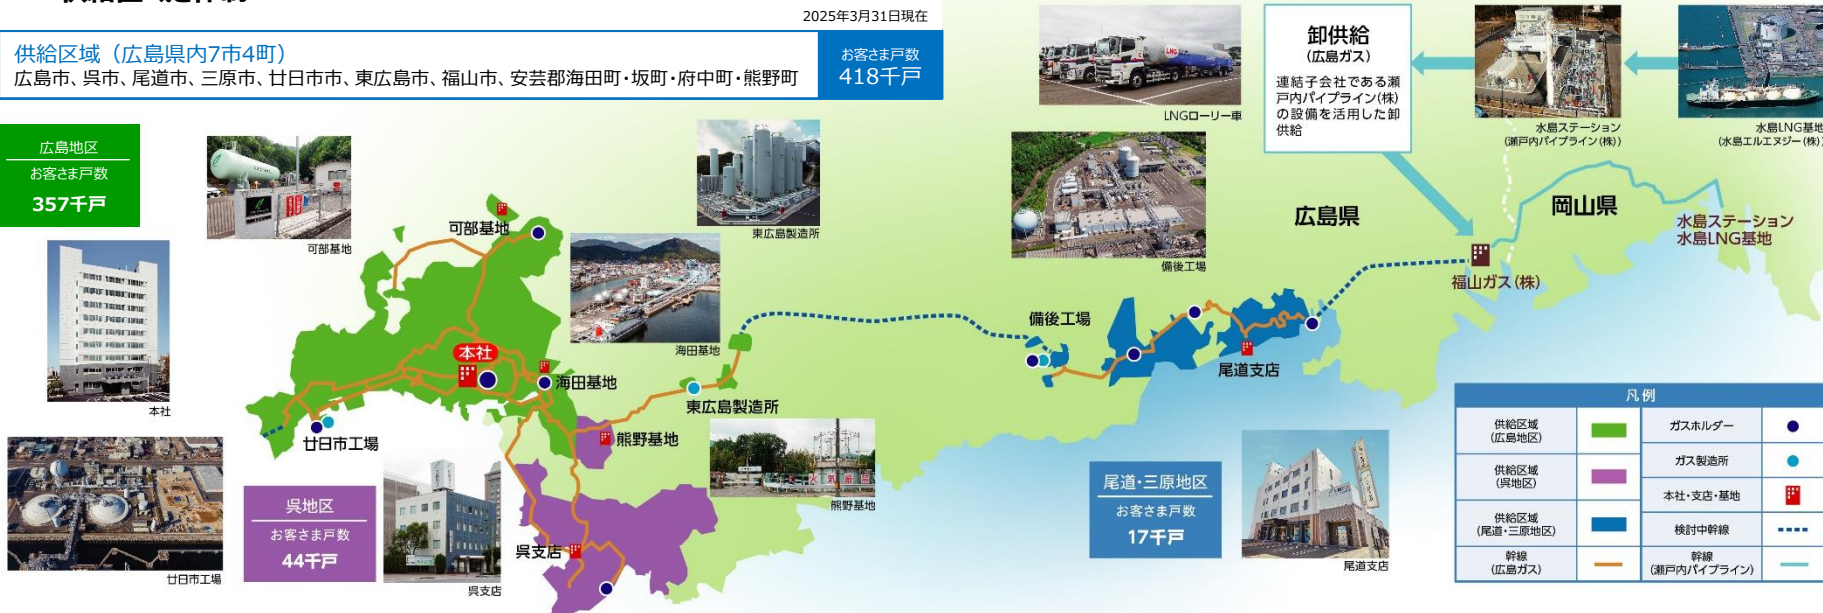 2025年3月31日現在
供給区域（広島県内7市4町）
広島市、呉市、尾道市、三原市、廿日市市、東広島市、福山市、安芸郡海田町・坂町・府中町・熊野町
お客さま戸数
418千戸
広島地区
お客さま戸数
357千戸
可部基地
本社
廿日市工場
可部基地
東広島製造所
海田基地
本社
海田基地
廿日市工場
東広島製造所
熊野基地
熊野基地
呉地区
お客さま戸数
44千戸
呉支店
呉支店
LNGローリー車
備後工場
備後工場
尾道支店
尾道・三原地区
お客さま戸数
17千戸
尾道支店
卸供給
（広島ガス）
連結子会社である瀬
戸内パイプライン(株)
の設備を活用した卸
供給
水島ステーション
（瀬戸内パイプライン(株)）
水島LNG基地
（水島エルエヌジー(株)）
広島県
岡山県
水島ステーション
水島LNG基地
福山ガス(株)
凡例
供給区域
（広島地区）
ガスホルダー
供給区域
（呉地区）
ガス製造所
本社・支店・基地
供給区域
（尾道・三原地区）
検討中幹線
幹線
（広島ガス）
幹線
（瀬戸内パイプライン）